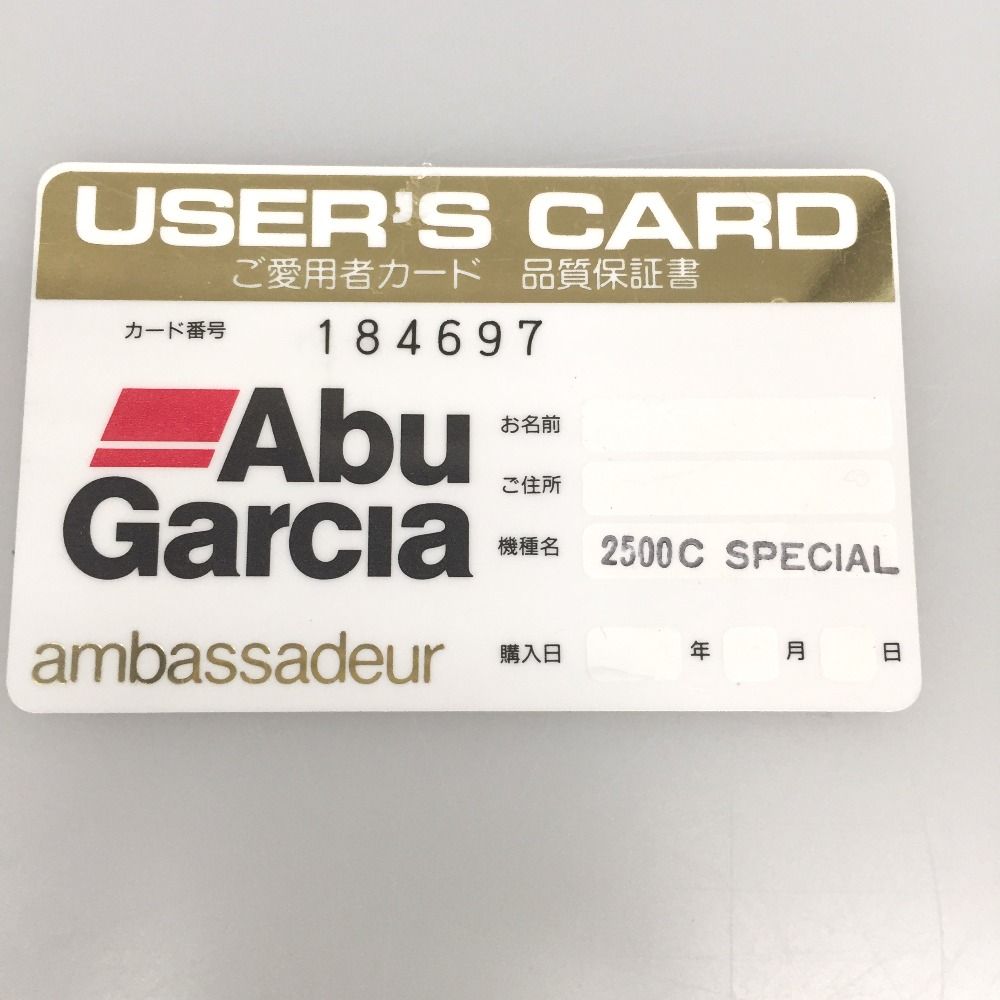 USER'S CARD
ご愛用者カード 品質保証書
カード番号 184697
Abu
Garcia
ambassadeur
お名前
ご住所
機種名 2500C SPECIAL
購入日 年 月 日